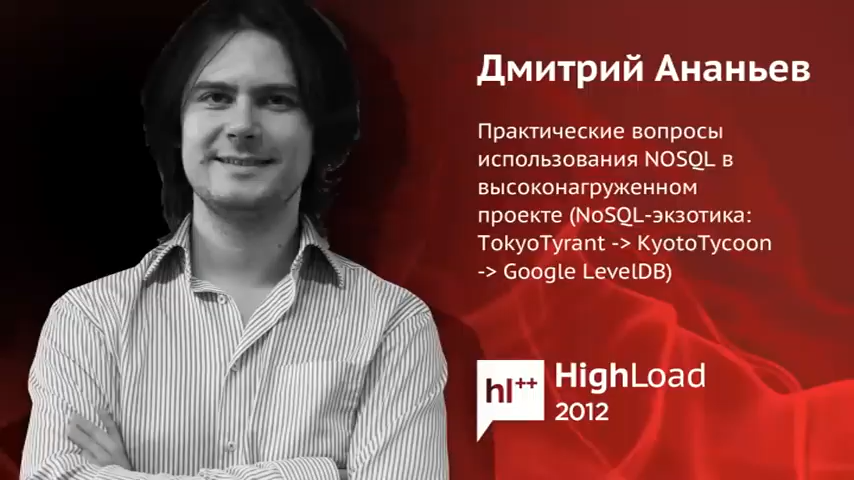 Дмитрий Ананьев
Практические вопросы
использования NOSQL в
высоконагруженном
проекте (NoSQL-экзотика:
TokyoTyrant -> KyotoTycoon
-> Google LevelDB)
hl++
HighLoad
2012